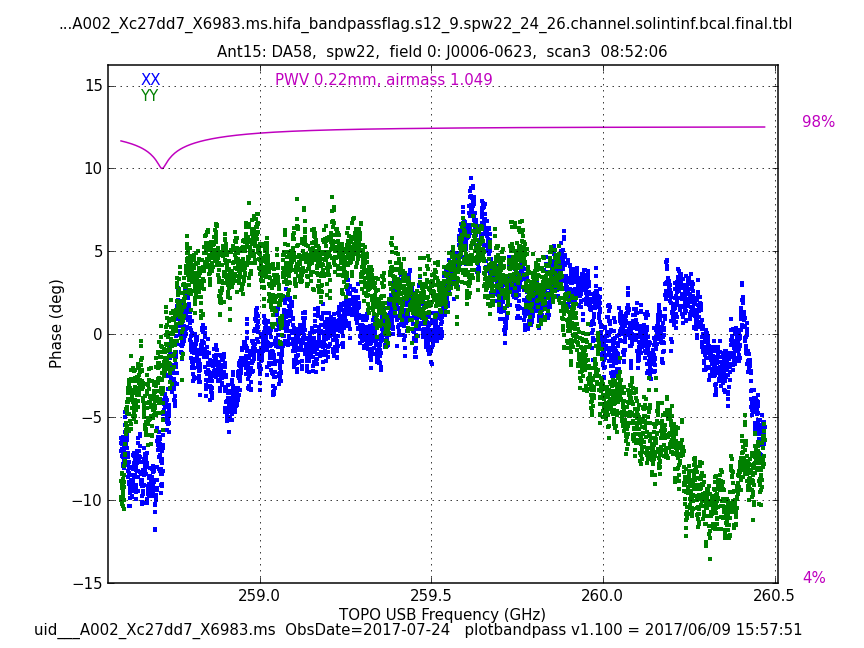 ...A002_Xc27dd7_X6983.ms.hifa_bandpassflag.s12_9.spw22_24_26.channel.solintinf.bcal.final.tbl
Ant15: DA58, spw22, field 0: J0006-0623, scan3 08:52:06
XX
YY
PWV 0.22mm, airmass 1.049
98%
4%
15
10
5
0
−5
−10
−15
Phase (deg)
259.0
259.5
260.0
260.5
TOPO USB Frequency (GHz)
uid___A002_Xc27dd7_X6983.ms ObsDate=2017-07-24 plotbandpass v1.100 = 2017/06/09 15:57:51